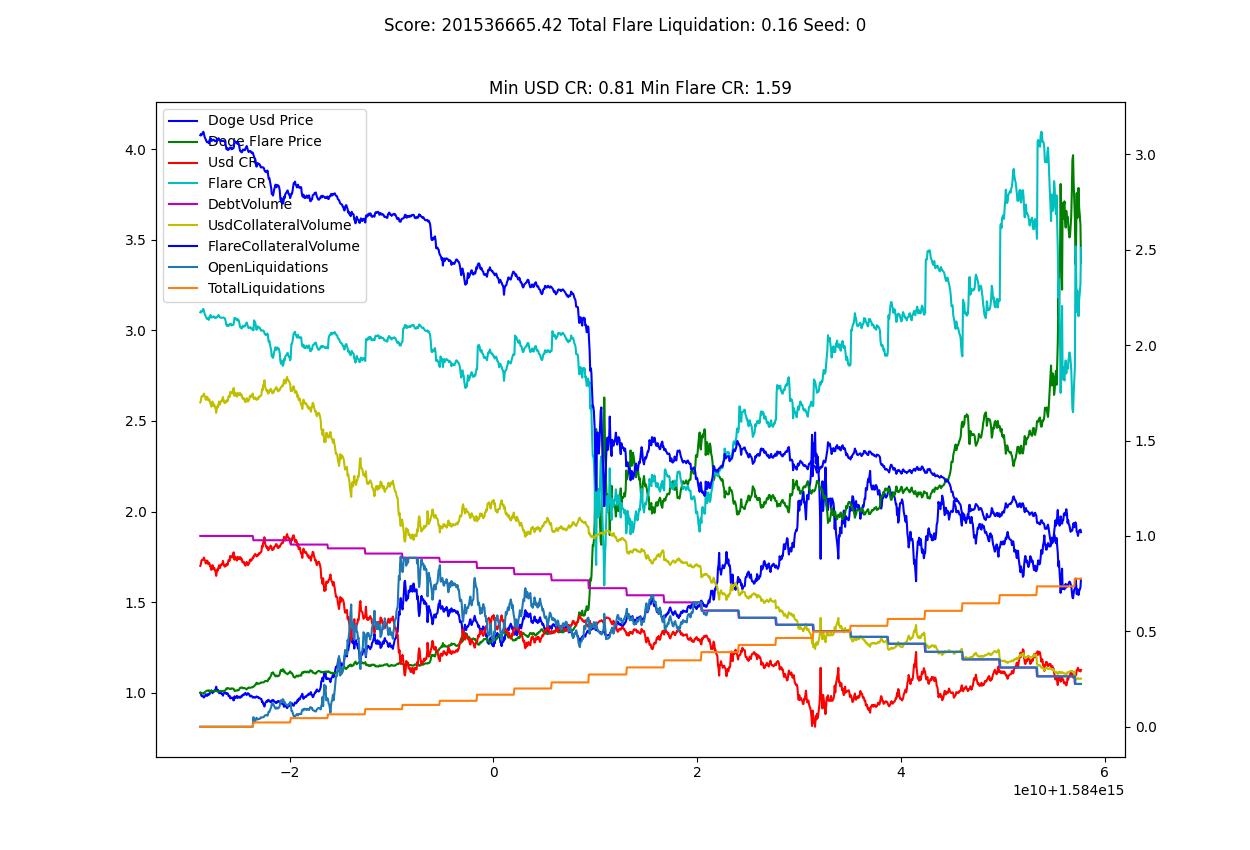 Score: 201536665.42 Total Flare Liquidation: 0.16 Seed: 0
Min USD CR: 0.81 Min Flare CR: 1.59
Doge Usd Price
Doge Flare Price
Usd CR
Flare CR
DebtVolume
UsdCollateralVolume
FlareCollateralVolume
OpenLiquidations
TotalLiquidations
4.0
3.5
3.0
2.5
2.0
1.5
1.0
3.0
2.5
2.0
1.5
1.0
0.5
0.0
−2
0
2
4
6
1e10+1.584e15